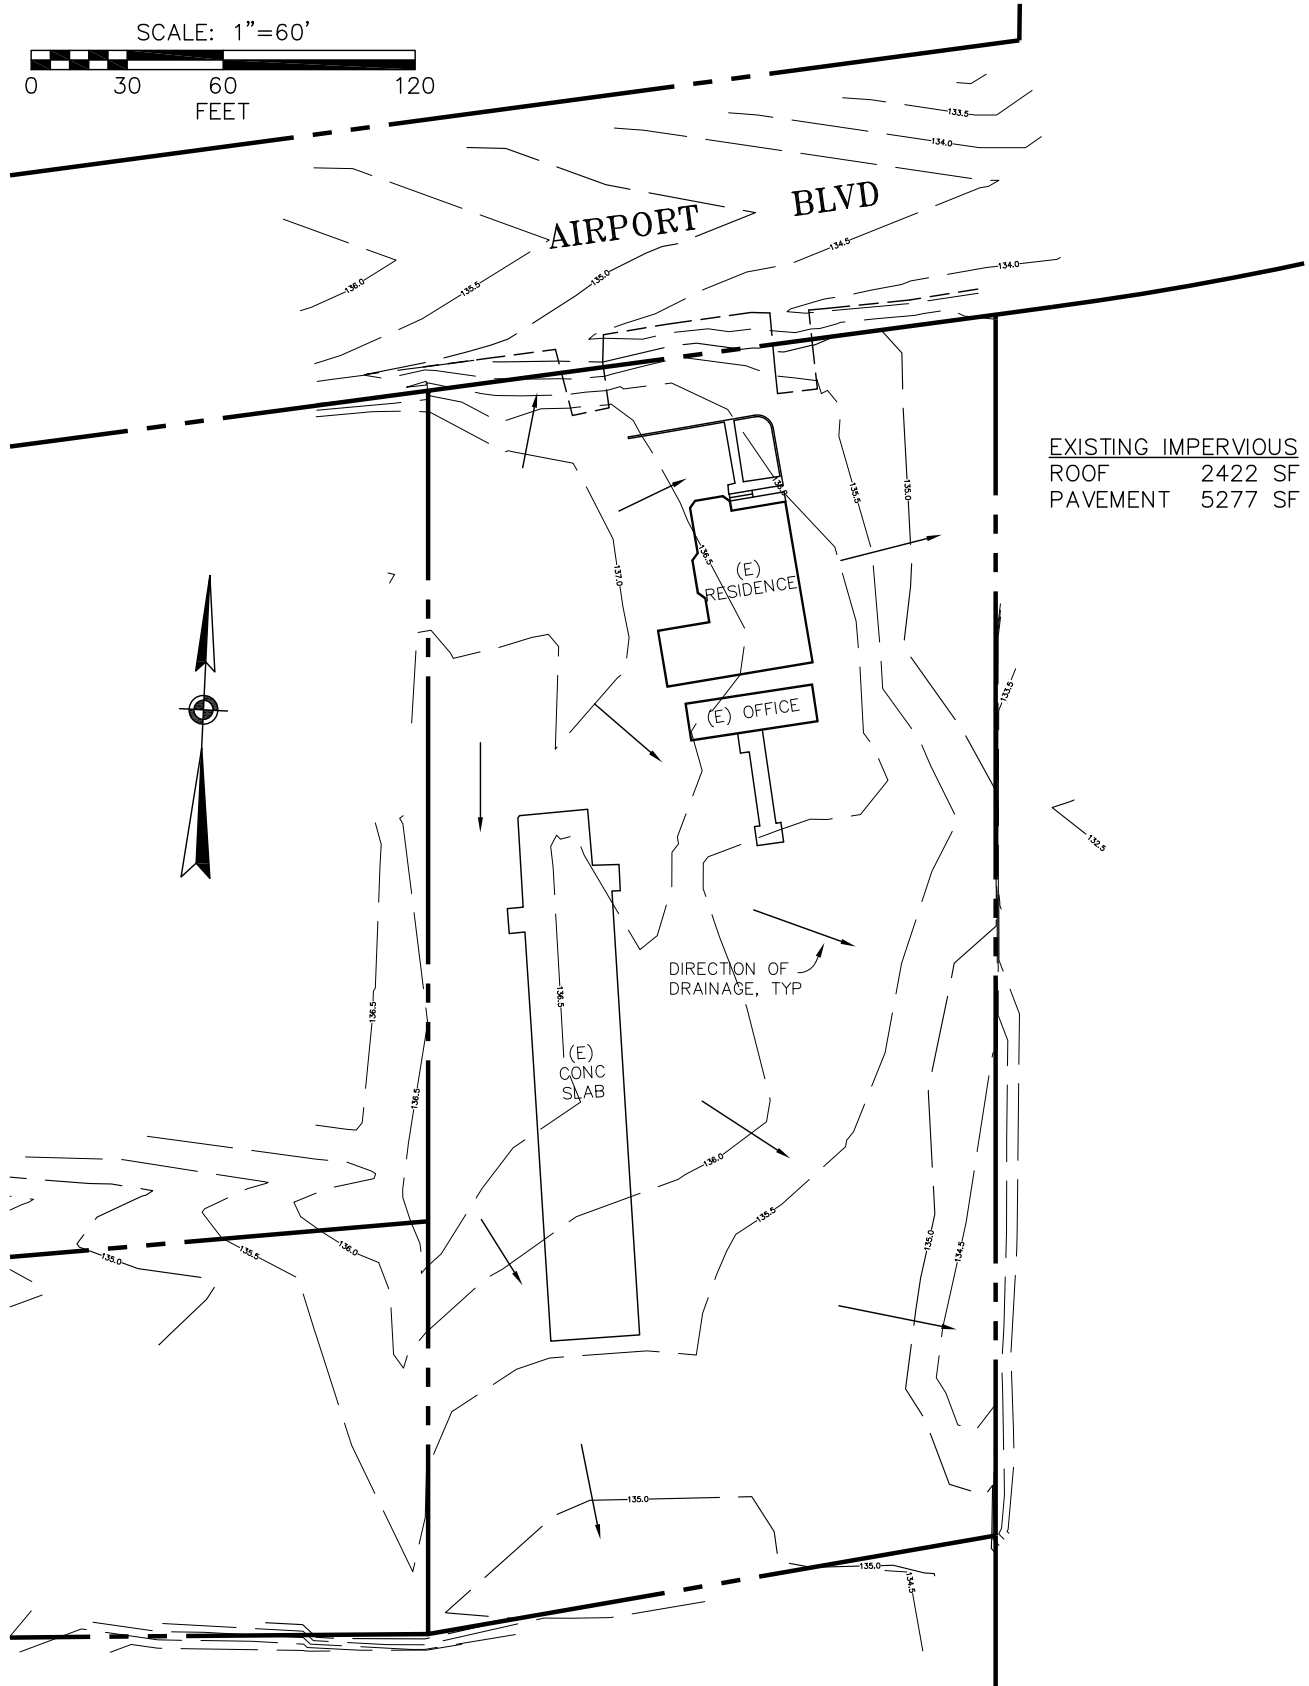 SCALE: 1"=60'
0 30 60 120
FEET
133.5
134.0
AIRPORT BLVD
134.5
134.0
135.0
135.5
136.0
EXISTING IMPERVIOUS
ROOF 2422 SF
PAVEMENT 5277 SF
136.0
135.5
135.0
136.5
137.0
(E)
RESIDENCE
133.5
(E) OFFICE
132.5
DIRECTION OF
DRAINAGE, TYP
136.5
136.5
(E)
CONC
SLAB
136.5
136.0
135.5
135.0
134.5
135.0
135.5
136.0
135.0
135.0
134.5